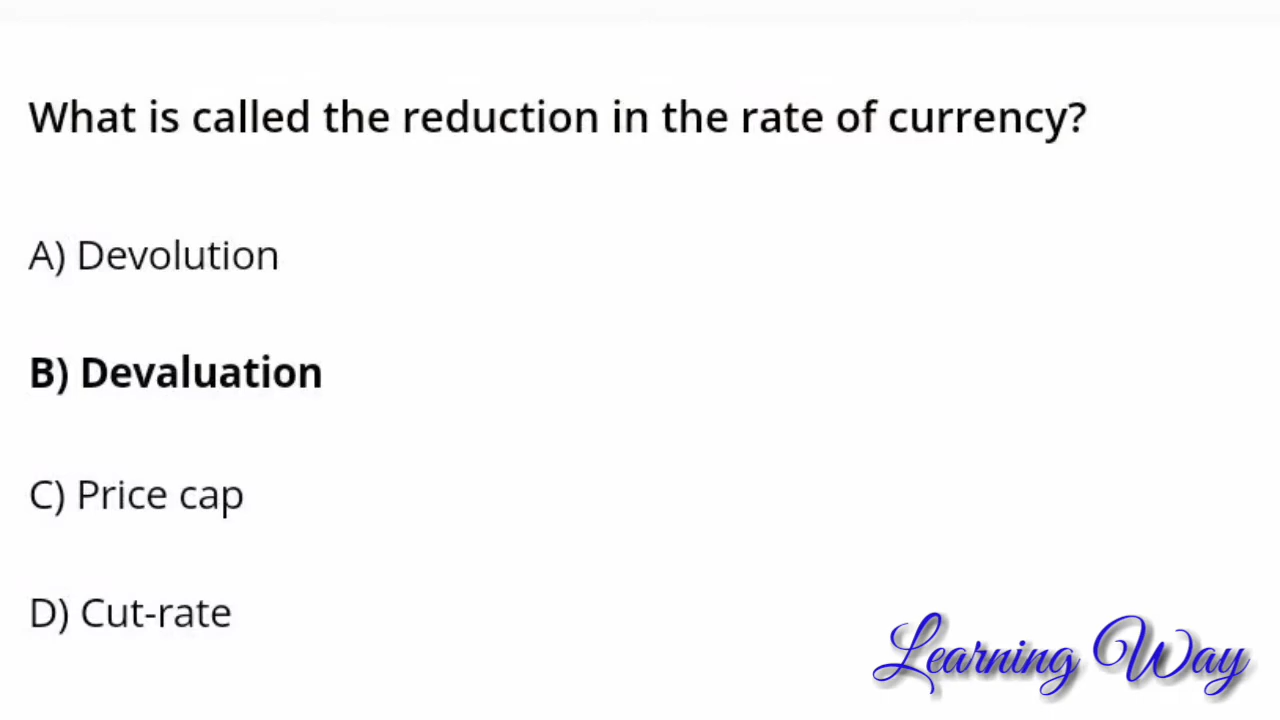 What is called the reduction in the rate of currency?
A) Devolution
B) Devaluation
C) Price cap
D) Cut-rate
Learning Way